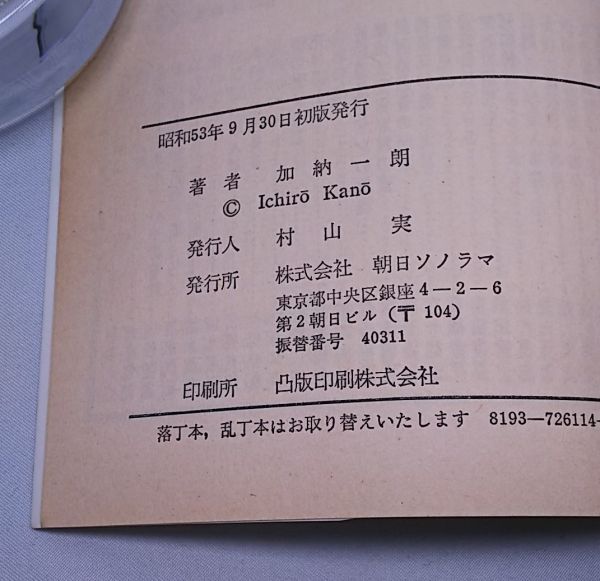 昭和53年9月30日初版発行
著者 加納一朗
© Ichirō Kanō
発行人 村山実
発行所 株式会社 朝日ソノラマ
東京都中央区銀座4—2—6
第2朝日ビル (〒 104)
振替番号 40311
印刷所 凸版印刷株式会社
落丁本,乱丁本はお取り替えいたします 8193—726114-